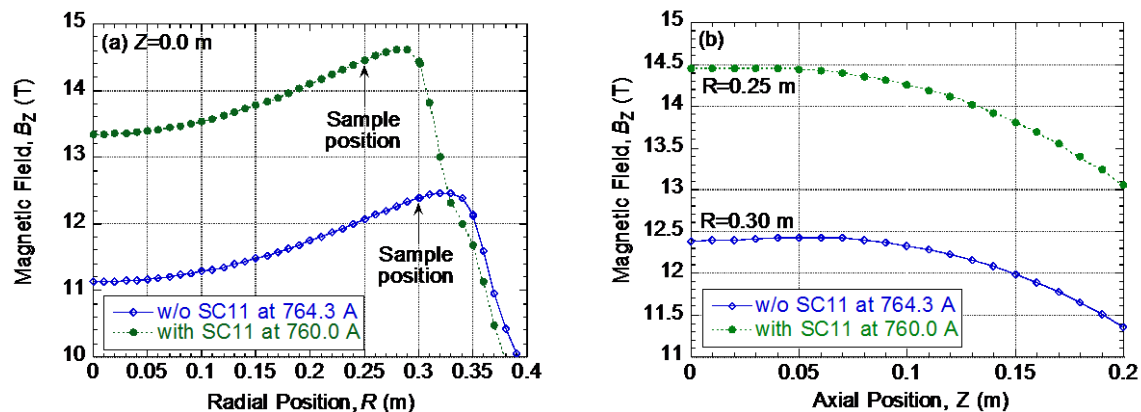 (a) Z=0.0 m
Magnetic Field, B_Z (T)
15
14
13
12
11
10
Sample
position
Sample
position
w/o SC11 at 764.3 A
with SC11 at 760.0 A
0 0.05 0.1 0.15 0.2 0.25 0.3 0.35 0.4
Radial Position, R (m)
(b)
Magnetic Field, B_Z (T)
15
14.5
14
13.5
13
12.5
12
11.5
11
R=0.25 m
R=0.30 m
w/o SC11 at 764.3 A
with SC11 at 760.0 A
0 0.05 0.1 0.15 0.2
Axial Position, Z (m)